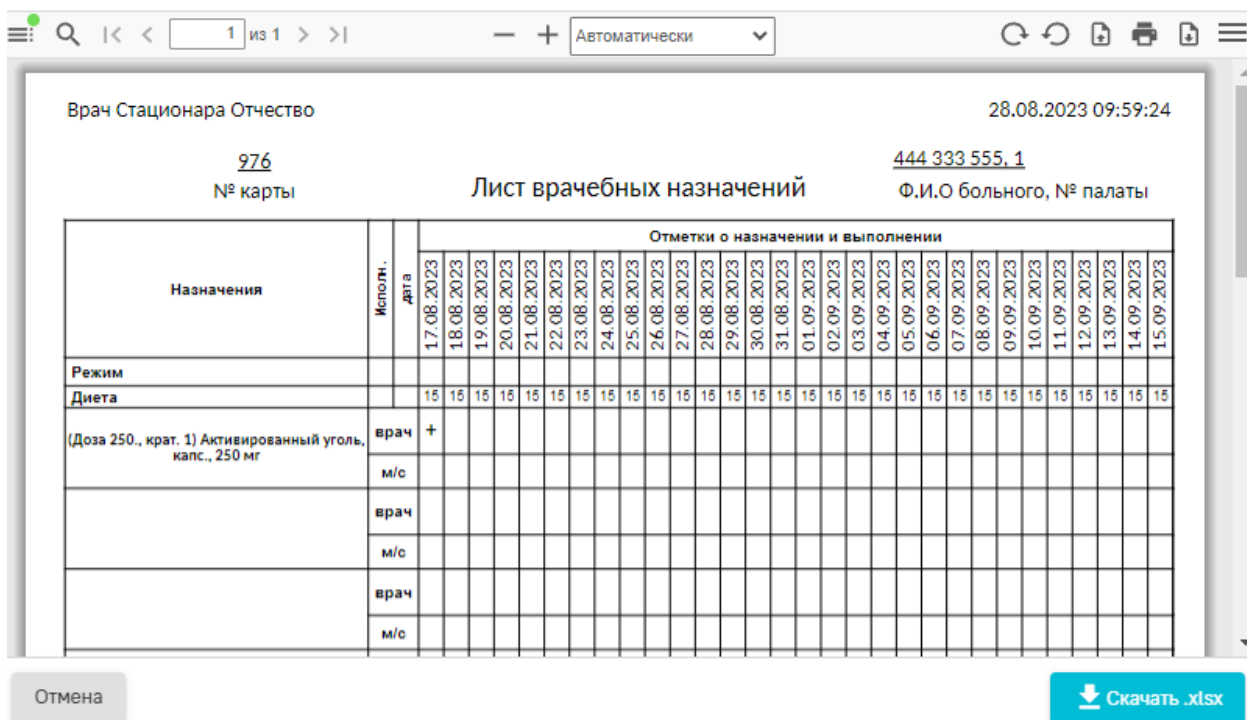 1 из 1 Автоматически
Врач Стационара Отчество 28.08.2023 09:59:24
976 444 333 555, 1
№ карты Лист врачебных назначений Ф.И.О больного, № палаты
Назначения Исполн. дата Отметки о назначении и выполнении
17.08.2023 18.08.2023 19.08.2023 20.08.2023 21.08.2023 22.08.2023 23.08.2023 24.08.2023 25.08.2023 26.08.2023 27.08.2023 28.08.2023 29.08.2023 30.08.2023 31.08.2023 01.09.2023 02.09.2023 03.09.2023 04.09.2023 05.09.2023 06.09.2023 07.09.2023 08.09.2023 09.09.2023 10.09.2023 11.09.2023 12.09.2023 13.09.2023 14.09.2023 15.09.2023
Режим
Диета 15 15 15 15 15 15 15 15 15 15 15 15 15 15 15 15 15 15 15 15 15 15 15 15 15 15 15 15 15 15
(Доза 250., крат. 1) Активированный уголь, врач +
капс., 250 мг
м/с
врач
м/с
врач
м/с
Отмена Скачать .xlsx